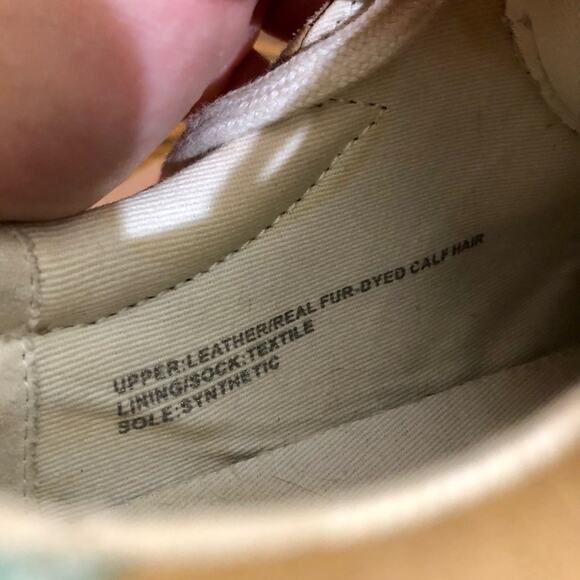 UPPER:LEATHER/REAL FUR-DYED CALF HAIR
LINING/SOCK:TEXTILE
SOLE:SYNTHETIC